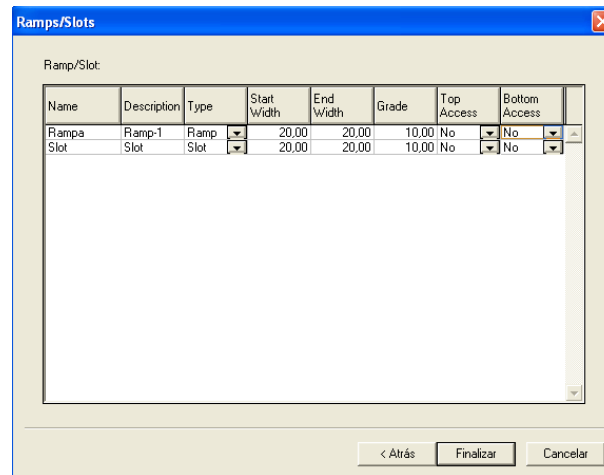 Ramps/Slots
Ramp/Slot:
Name Description Type Start Width End Width Grade Top Access Bottom Access
Rampa Ramp-1 Ramp 20,00 20,00 10,00 No No
Slot Slot Slot 20,00 20,00 10,00 No No
< Atrás Finalizar Cancelar